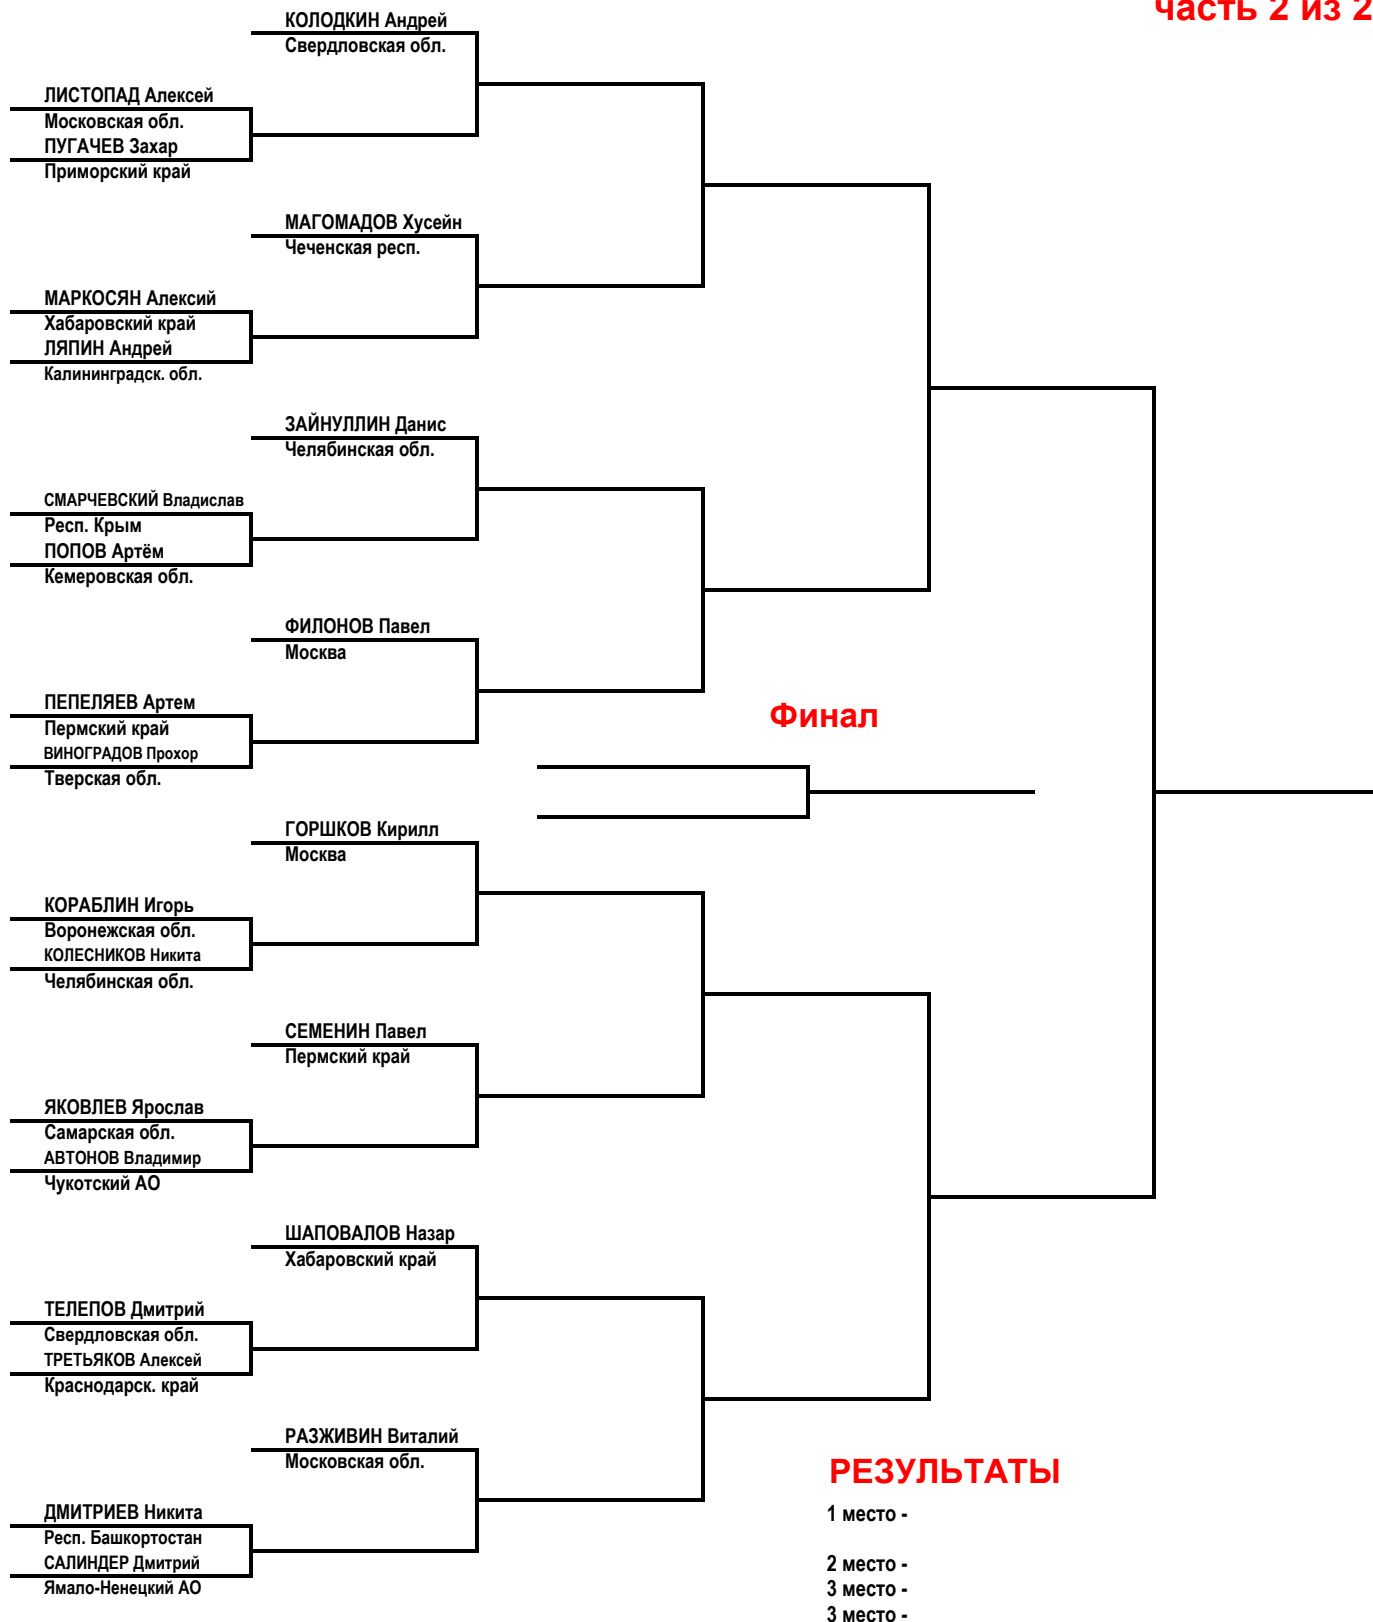 часть 2 из 2
КОЛОДКИН Андрей
Свердловская обл.
ЛИСТОПАД Алексей
Московская обл.
ПУГАЧЕВ Захар
Приморский край
МАГОМАДОВ Хусейн
Чеченская респ.
МАРКОСЯН Алексий
Хабаровский край
ЛЯПИН Андрей
Калининградск. обл.
ЗАЙНУЛЛИН Данис
Челябинская обл.
СМАРЧЕВСКИЙ Владислав
Респ. Крым
ПОПОВ Артём
Кемеровская обл.
ФИЛОНОВ Павел
Москва
ПЕПЕЛЯЕВ Артем
Пермский край
ВИНОГРАДОВ Прохор
Тверская обл.
Финал
ГОРШКОВ Кирилл
Москва
КОРАБЛИН Игорь
Воронежская обл.
КОЛЕСНИКОВ Никита
Челябинская обл.
СЕМЕНИН Павел
Пермский край
ЯКОВЛЕВ Ярослав
Самарская обл.
АВТОНОВ Владимир
Чукотский АО
ШАПОВАЛОВ Назар
Хабаровский край
ТЕЛЕПОВ Дмитрий
Свердловская обл.
ТРЕТЬЯКОВ Алексей
Краснодарск. край
РАЗЖИВИН Виталий
Московская обл.
ДМИТРИЕВ Никита
Респ. Башкортостан
САЛИНДЕР Дмитрий
Ямало-Ненецкий АО
РЕЗУЛЬТАТЫ
1 место -
2 место -
3 место -
3 место -